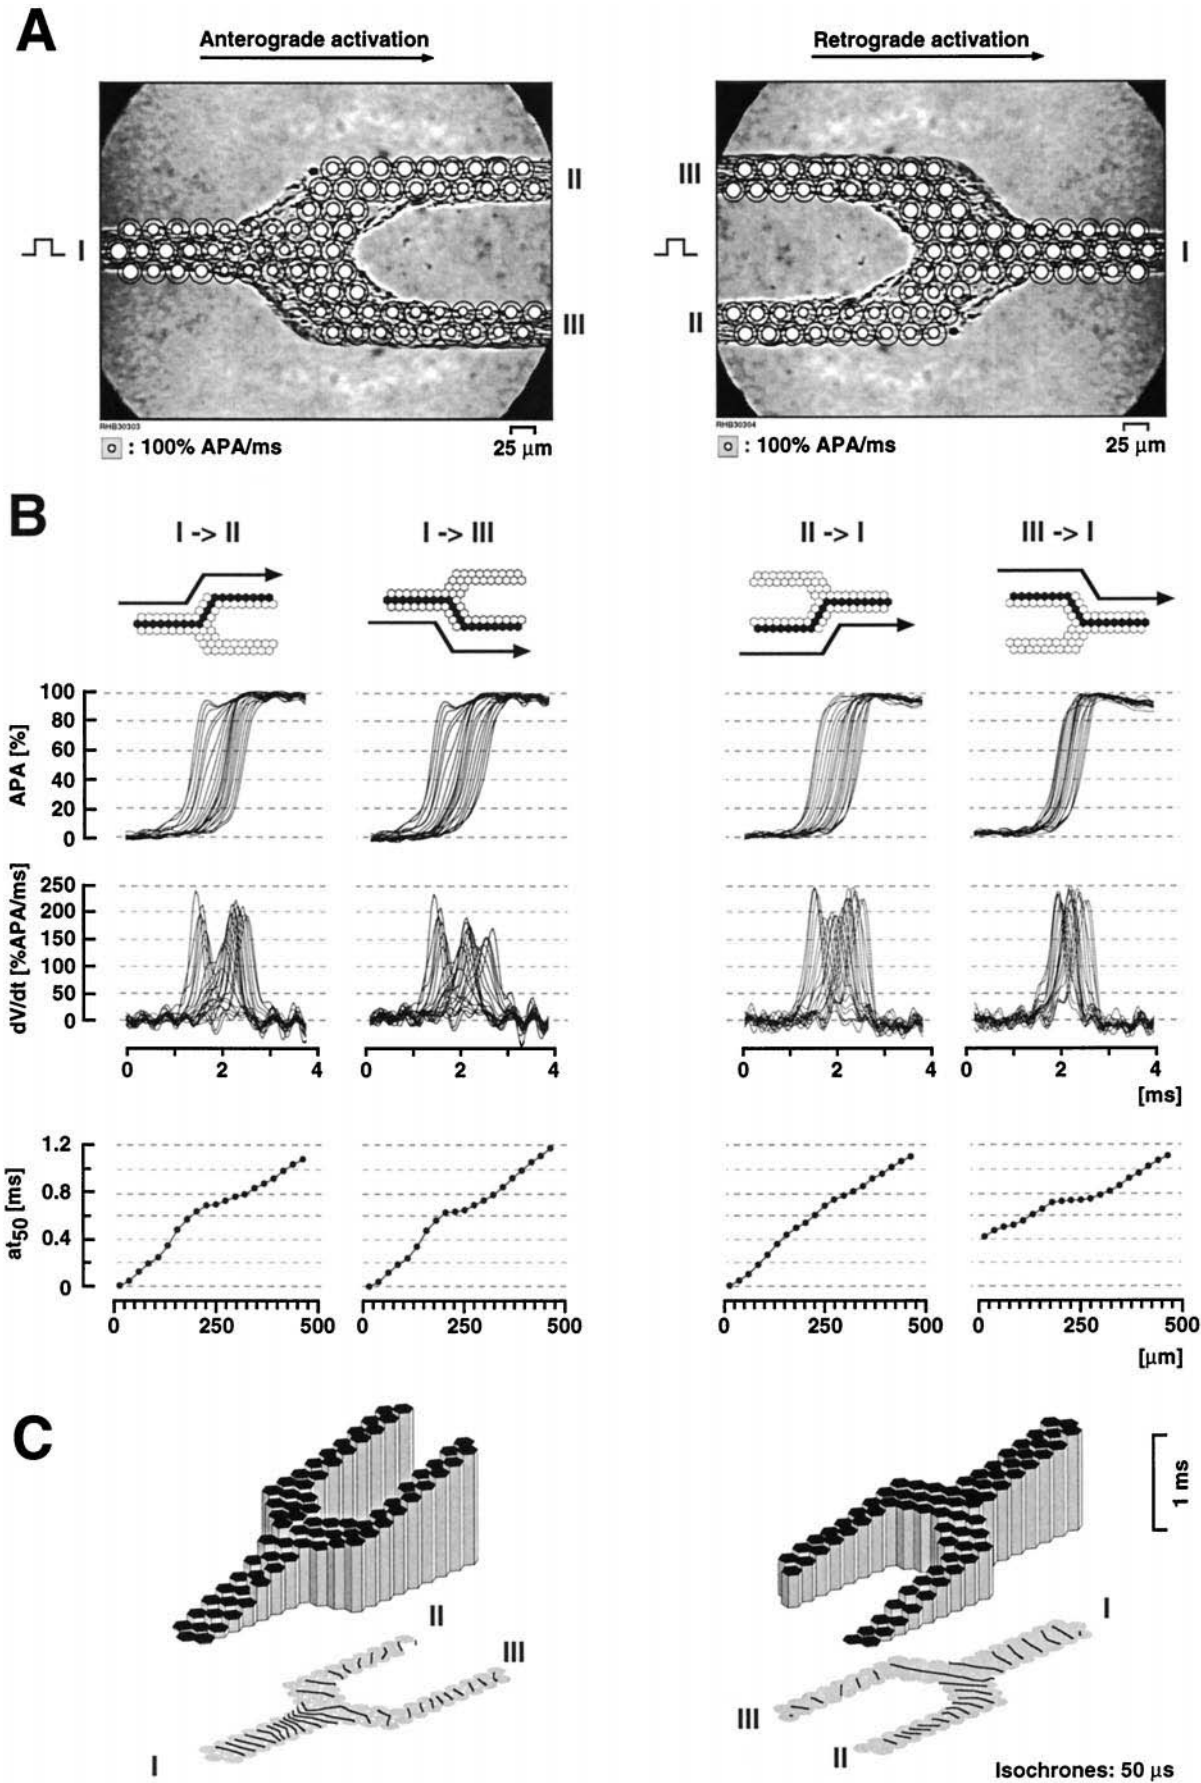 A
Anterograde activation
Retrograde activation
I
II
III
III
II
I
RHB30303
RHB30304
: 100% APA/ms
25 μm
: 100% APA/ms
25 μm
B
I -> II
I -> III
II -> I
III -> I
APA [%]
100
80
60
40
20
0
dV/dt [%APA/ms]
250
200
150
100
50
0
0 2 4
0 2 4
0 2 4
0 2 4
[ms]
at50 [ms]
1.2
0.8
0.4
0
0 250 500
0 250 500
0 250 500
0 250 500
[μm]
C
1 ms
II
III
I
I
III
II
Isochrones: 50 μs